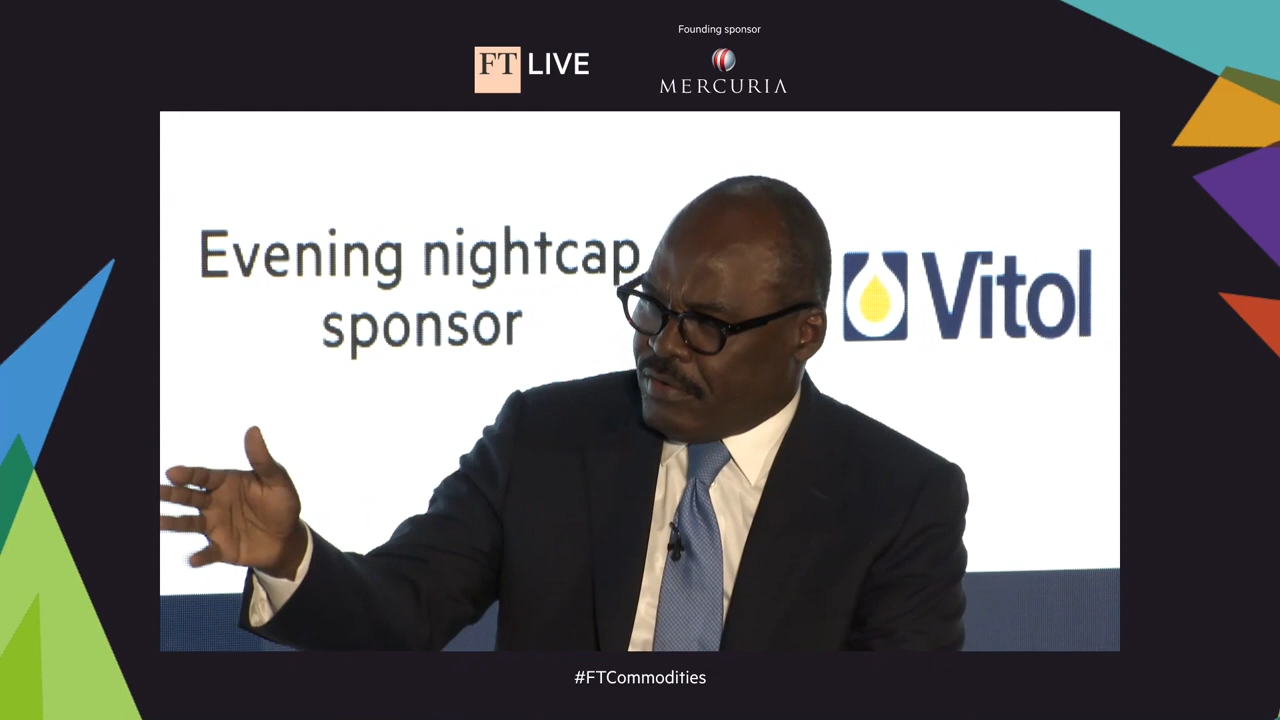 Founding sponsor
FT LIVE
MERCURIA
Evening nightcap
sponsor
Vitol
#FTCommodities